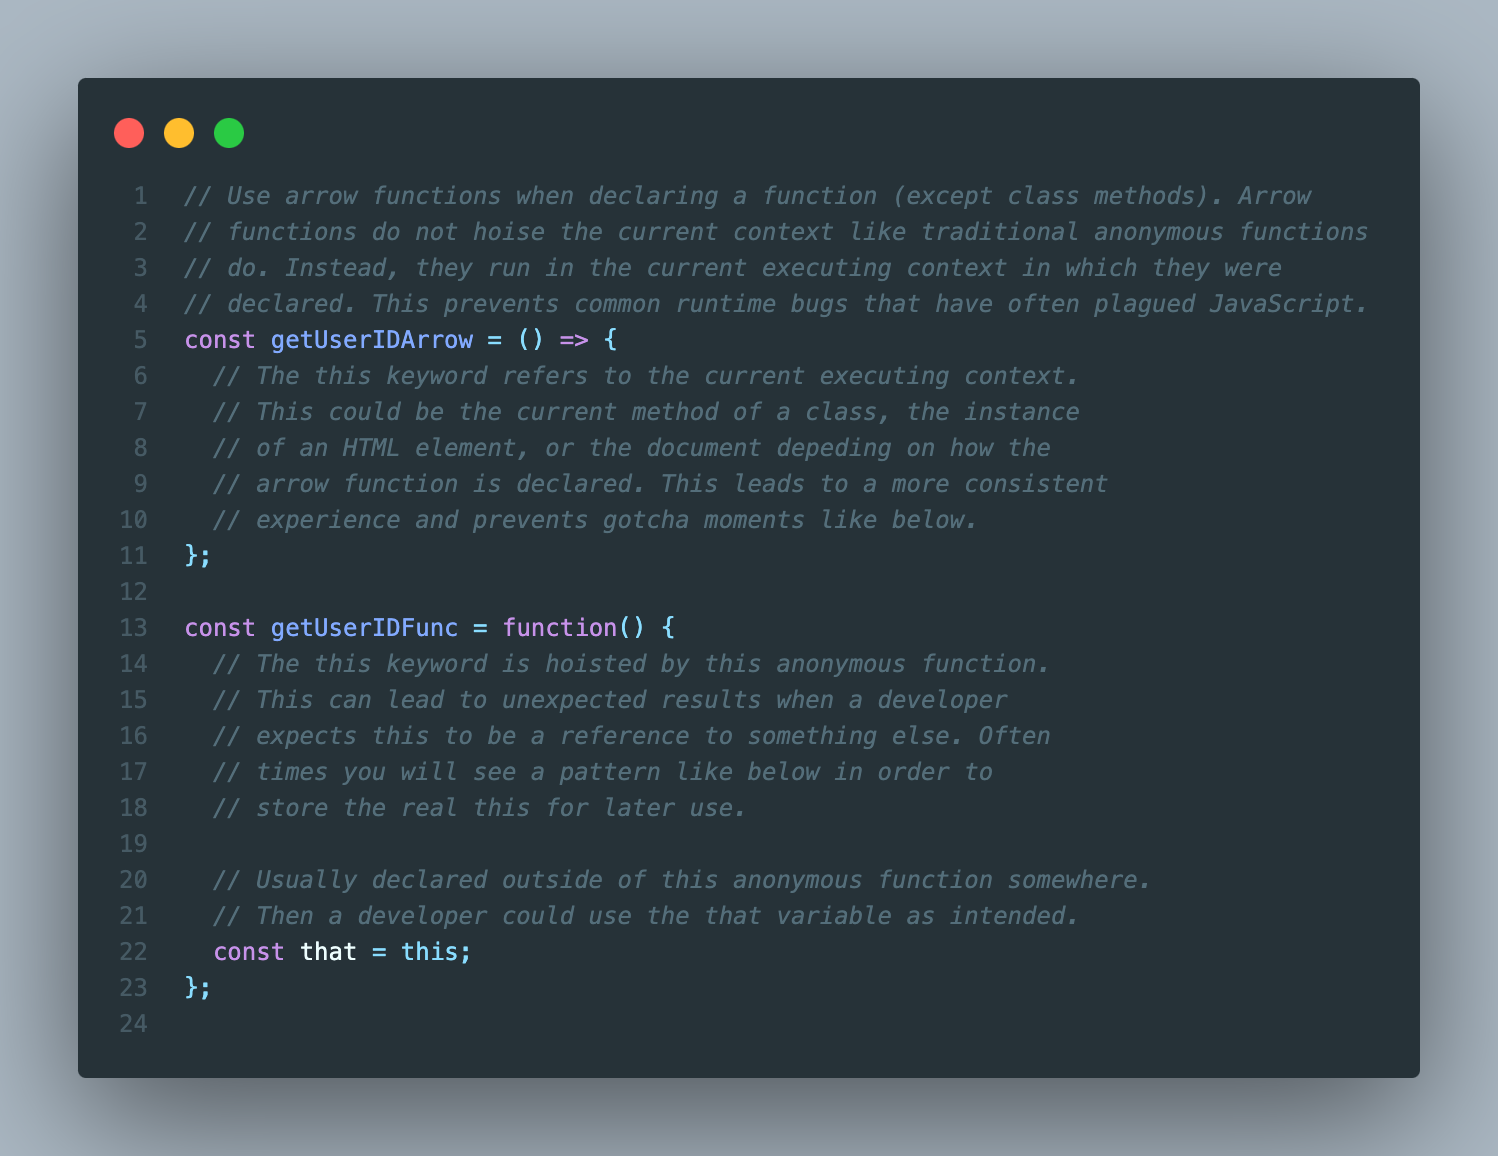 1 // Use arrow functions when declaring a function (except class methods). Arrow
2 // functions do not hoise the current context like traditional anonymous functions
3 // do. Instead, they run in the current executing context in which they were
4 // declared. This prevents common runtime bugs that have often plagued JavaScript.
5 const getUserIDArrow = () => {
6   // The this keyword refers to the current executing context.
7   // This could be the current method of a class, the instance
8   // of an HTML element, or the document depeding on how the
9   // arrow function is declared. This leads to a more consistent
10   // experience and prevents gotcha moments like below.
11 };
12
13 const getUserIDFunc = function() {
14   // The this keyword is hoisted by this anonymous function.
15   // This can lead to unexpected results when a developer
16   // expects this to be a reference to something else. Often
17   // times you will see a pattern like below in order to
18   // store the real this for later use.
19
20   // Usually declared outside of this anonymous function somewhere.
21   // Then a developer could use the that variable as intended.
22   const that = this;
23 };
24